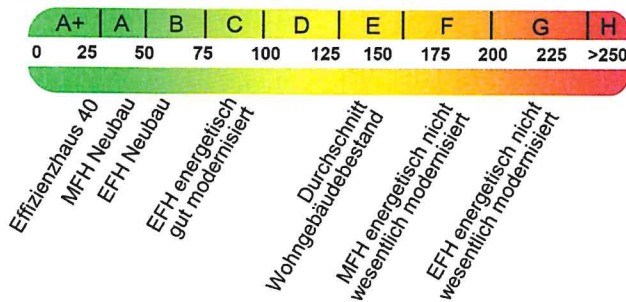 A+ A B C D E F G H
0 25 50 75 100 125 150 175 200 225 >250
Effizienzhaus 40
MFH Neubau
EFH Neubau
EFH energetisch
gut modernisiert
Durchschnitt
Wohngebäudebestand
MFH energetisch nicht
wesentlich modernisiert
EFH energetisch nicht
wesentlich modernisiert